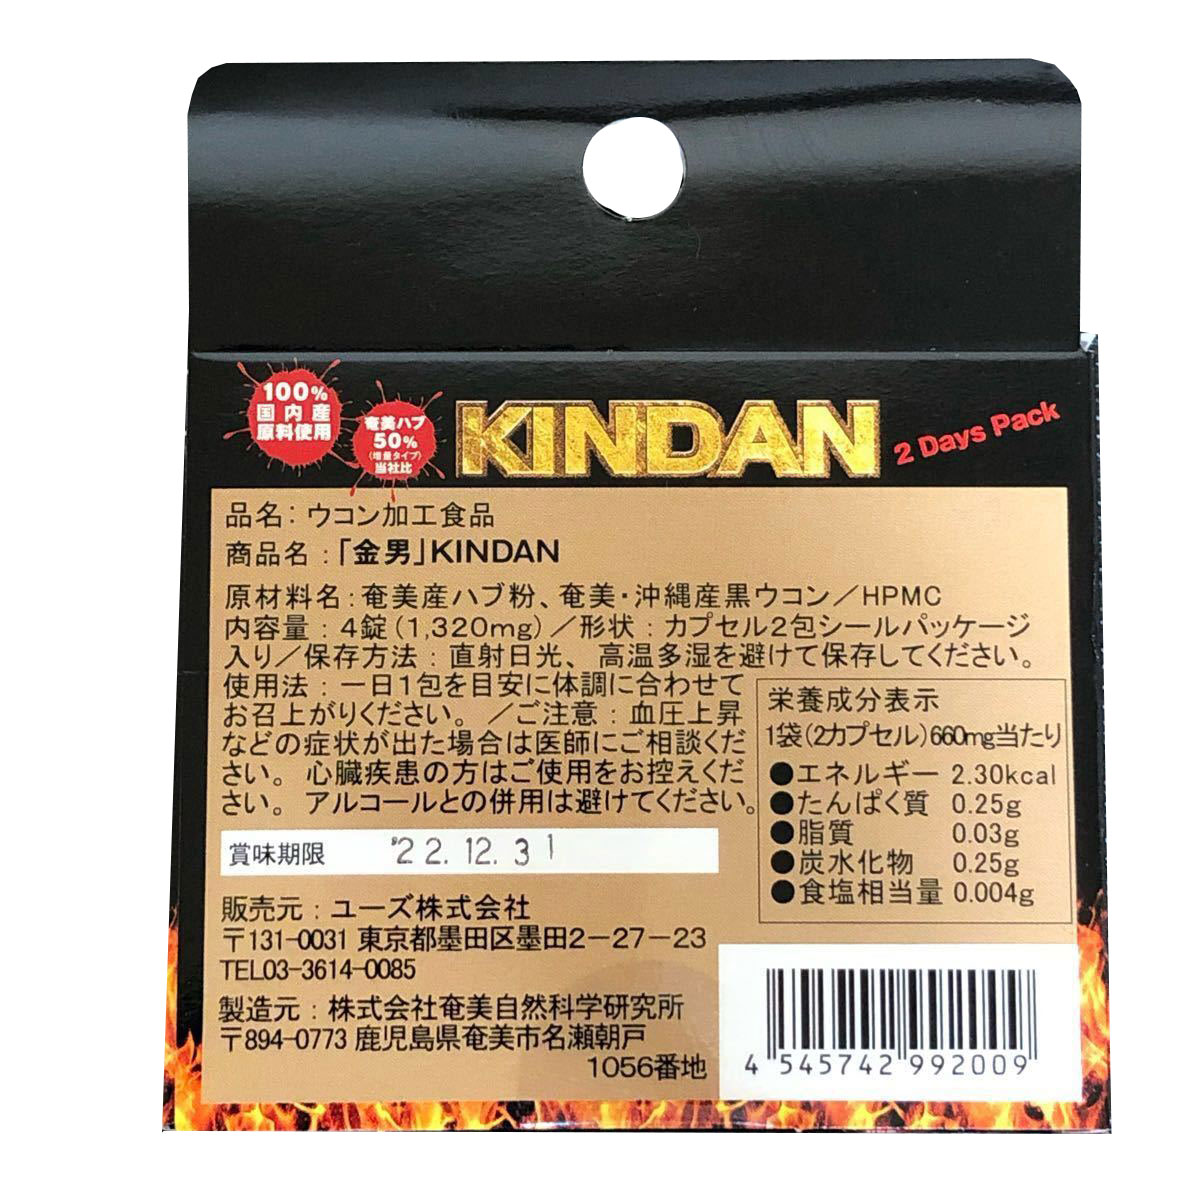 100%
国内産
原料使用
奄美ハブ
50%
(増量タイプ)
当社比
KINDAN
2 Days Pack
品名：ウコン加工食品
商品名：「金男」KINDAN
原材料名：奄美産ハブ粉、奄美・沖縄産黒ウコン／HPMC
内容量：4錠(1,320mg)／形状：カプセル2包シールパッケージ
入り／保存方法：直射日光、高温多湿を避けて保存してください。
使用法：一日1包を目安に体調に合わせて
お召上がりください。／ご注意：血圧上昇
などの症状が出た場合は医師にご相談くだ
さい。心臓疾患の方はご使用をお控えくだ
さい。アルコールとの併用は避けてください。
栄養成分表示
1袋(2カプセル)660mg当たり
●エネルギー 2.30kcal
●たんぱく質 0.25g
●脂質 0.03g
●炭水化物 0.25g
●食塩相当量 0.004g
賞味期限 '22.12.31
販売元：ユーズ株式会社
〒131-0031 東京都墨田区墨田2-27-23
TEL03-3614-0085
製造元：株式会社奄美自然科学研究所
〒894-0773 鹿児島県奄美市名瀬朝戸
1056番地
4 545742 992009